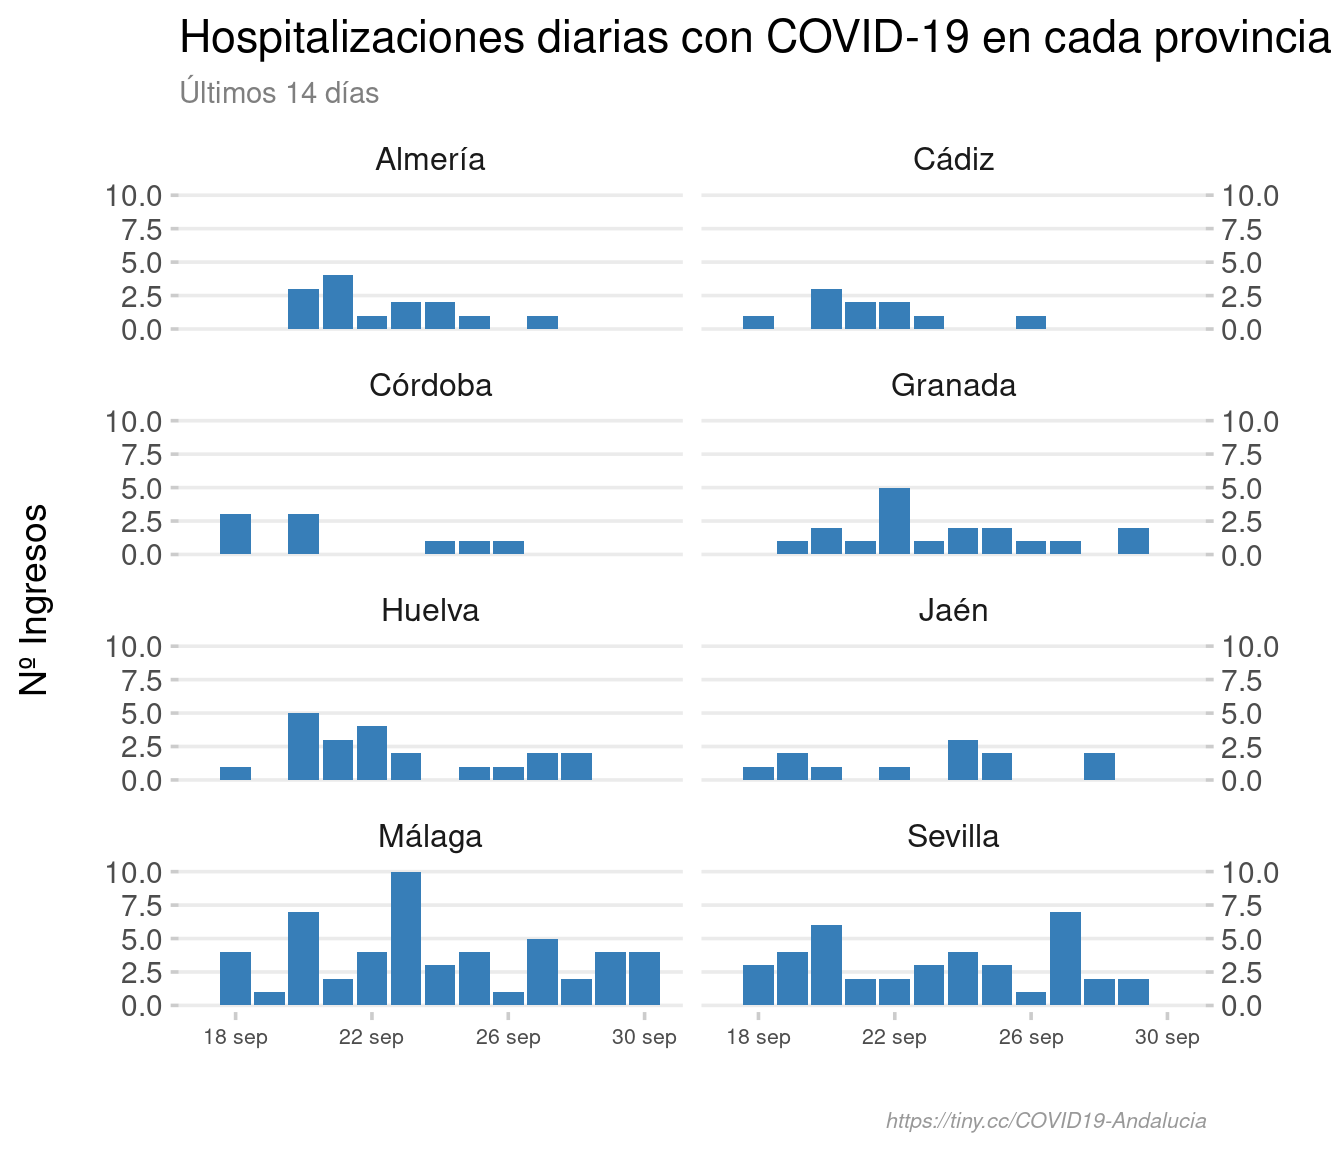 Hospitalizaciones diarias con COVID-19 en cada provincia
Últimos 14 días
Almería
Cádiz
10.0
7.5
5.0
2.5
0.0
10.0
7.5
5.0
2.5
0.0
Córdoba
Granada
10.0
7.5
5.0
2.5
0.0
10.0
7.5
5.0
2.5
0.0
Nº Ingresos
Huelva
Jaén
10.0
7.5
5.0
2.5
0.0
10.0
7.5
5.0
2.5
0.0
Málaga
Sevilla
10.0
7.5
5.0
2.5
0.0
10.0
7.5
5.0
2.5
0.0
18 sep 22 sep 26 sep 30 sep
18 sep 22 sep 26 sep 30 sep
https://tiny.cc/COVID19-Andalucia